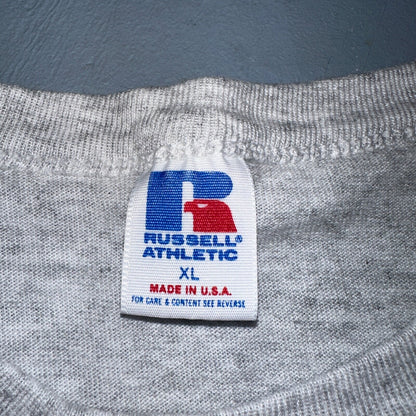 R
RUSSELL®
ATHLETIC
XL
MADE IN U.S.A.
FOR CARE & CONTENT SEE REVERSE